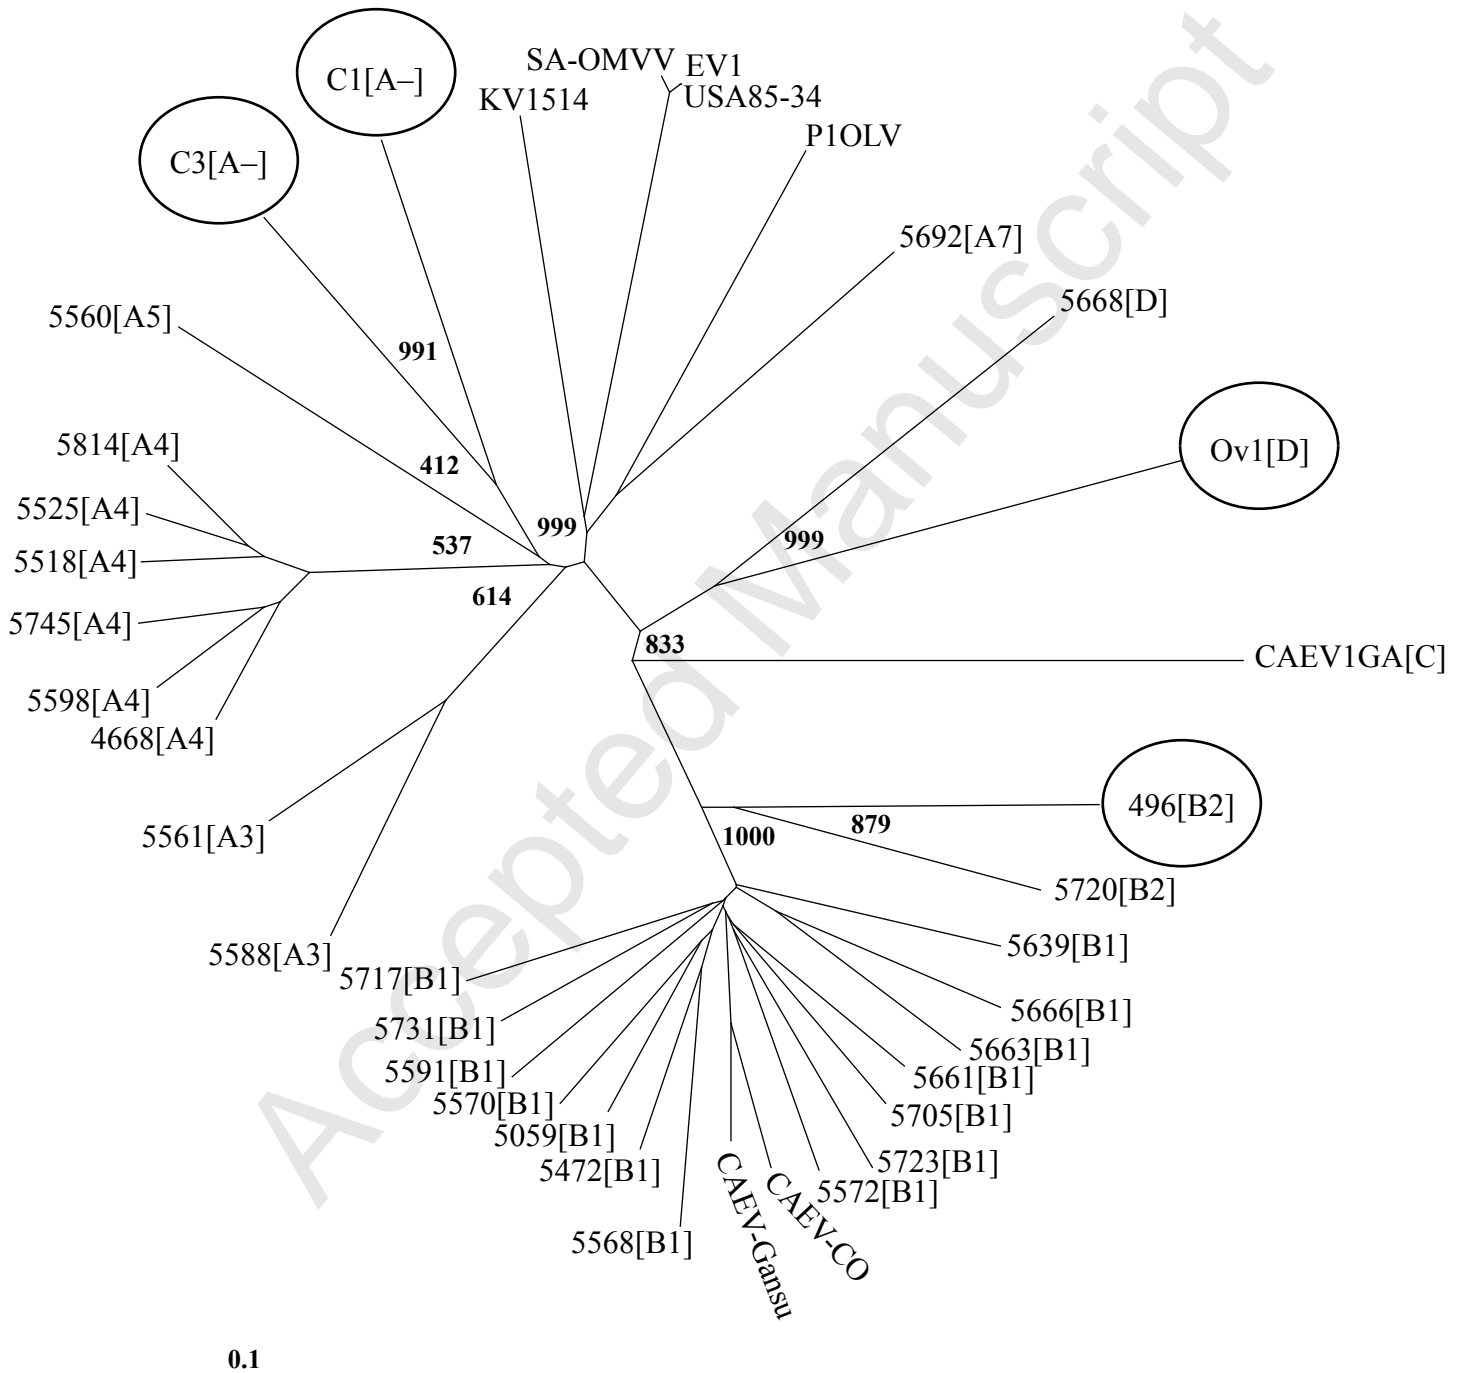 C1[A–]
SA-OMVV
EV1
KV1514
USA85-34
P1OLV
C3[A–]
5692[A7]
5668[D]
5560[A5]
991
Ov1[D]
5814[A4]
412
5525[A4]
999
999
537
5518[A4]
614
5745[A4]
833
CAEV1GA[C]
5598[A4]
4668[A4]
496[B2]
879
5561[A3]
1000
5720[B2]
5639[B1]
5588[A3]
5717[B1]
5666[B1]
5731[B1]
5663[B1]
5591[B1]
5661[B1]
5570[B1]
5705[B1]
5059[B1]
5723[B1]
5472[B1]
5572[B1]
5568[B1]
CAEV-CO
CAEV-Gansu
0.1
Accepted Manuscript